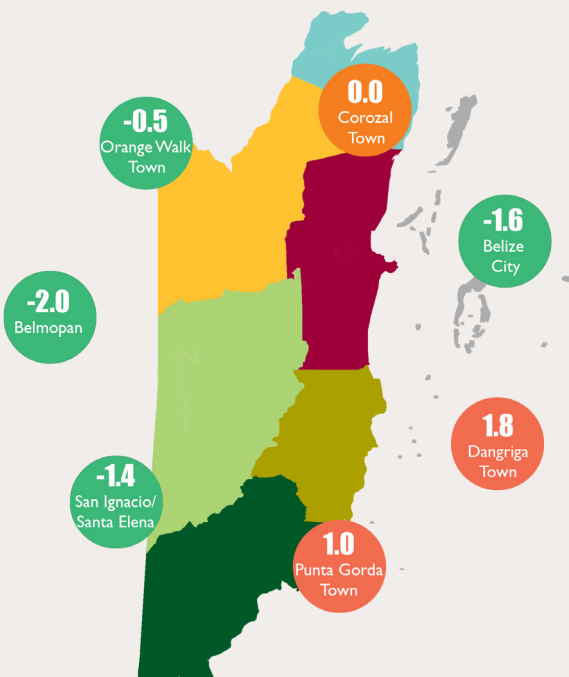 0.0
Corozal
Town
-0.5
Orange Walk
Town
-1.6
Belize
City
-2.0
Belmopan
1.8
Dangriga
Town
-1.4
San Ignacio/
Santa Elena
1.0
Punta Gorda
Town